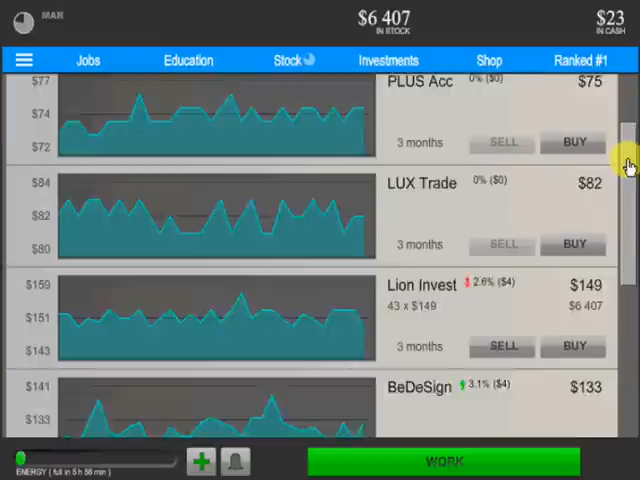 MAR
$6 407
IN STOCK
$23
IN CASH
Jobs
Education
Stock
Investments
Shop
Ranked #1
$77
$74
$72
PLUS Acc 0% ($0) $75
3 months SELL BUY
$84
$82
$80
LUX Trade 0% ($0) $82
3 months SELL BUY
$159
$151
$143
Lion Invest 2.6% ($4) $149
43 x $149 $6 407
3 months SELL BUY
$141
$133
BeDeSign 3.1% ($4) $133
ENERGY ( full in 5 h 56 min )
WORK